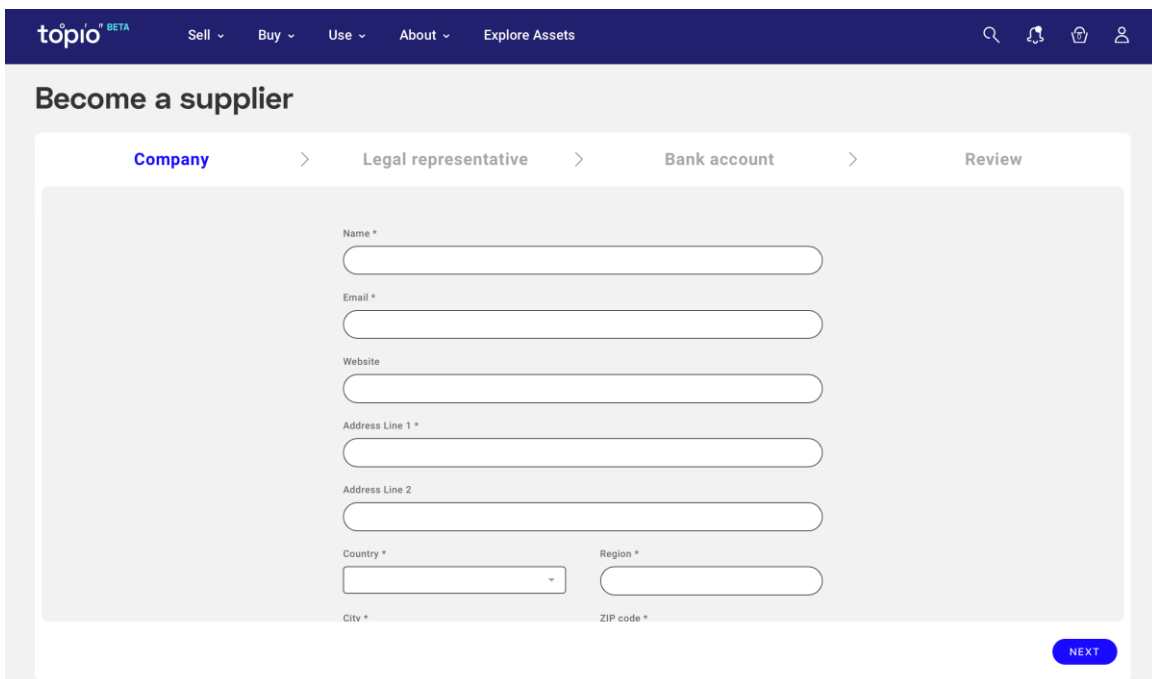 topio" BETA
Sell Buy Use About Explore Assets 0
Become a supplier
Company > Legal representative > Bank account > Review
Name *
Email *
Website
Address Line 1 *
Address Line 2
Country * Region *
City * ZIP code *
NEXT